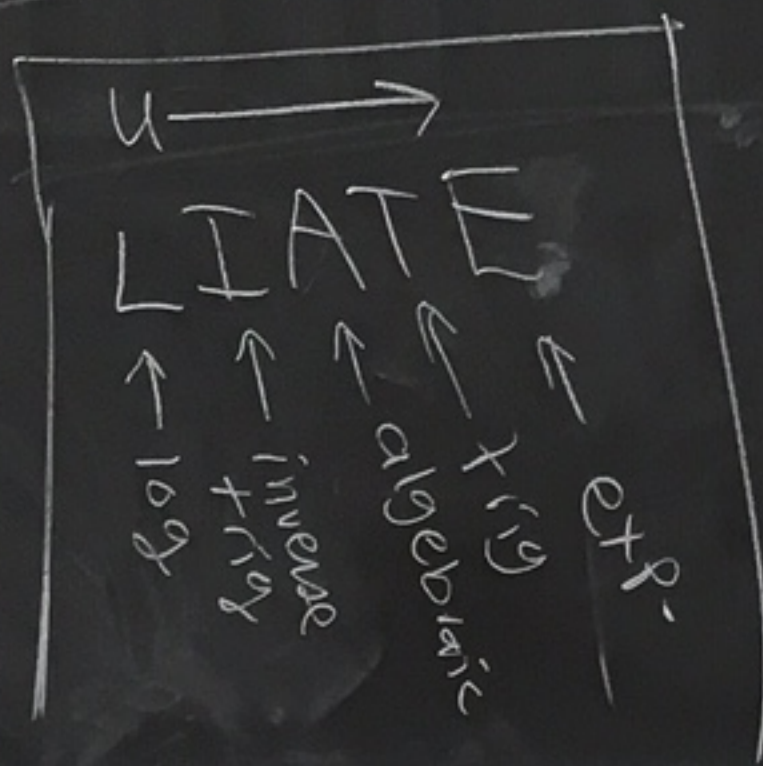 u
LIATE
log
inverse
trig
algebraic
trig
exp.